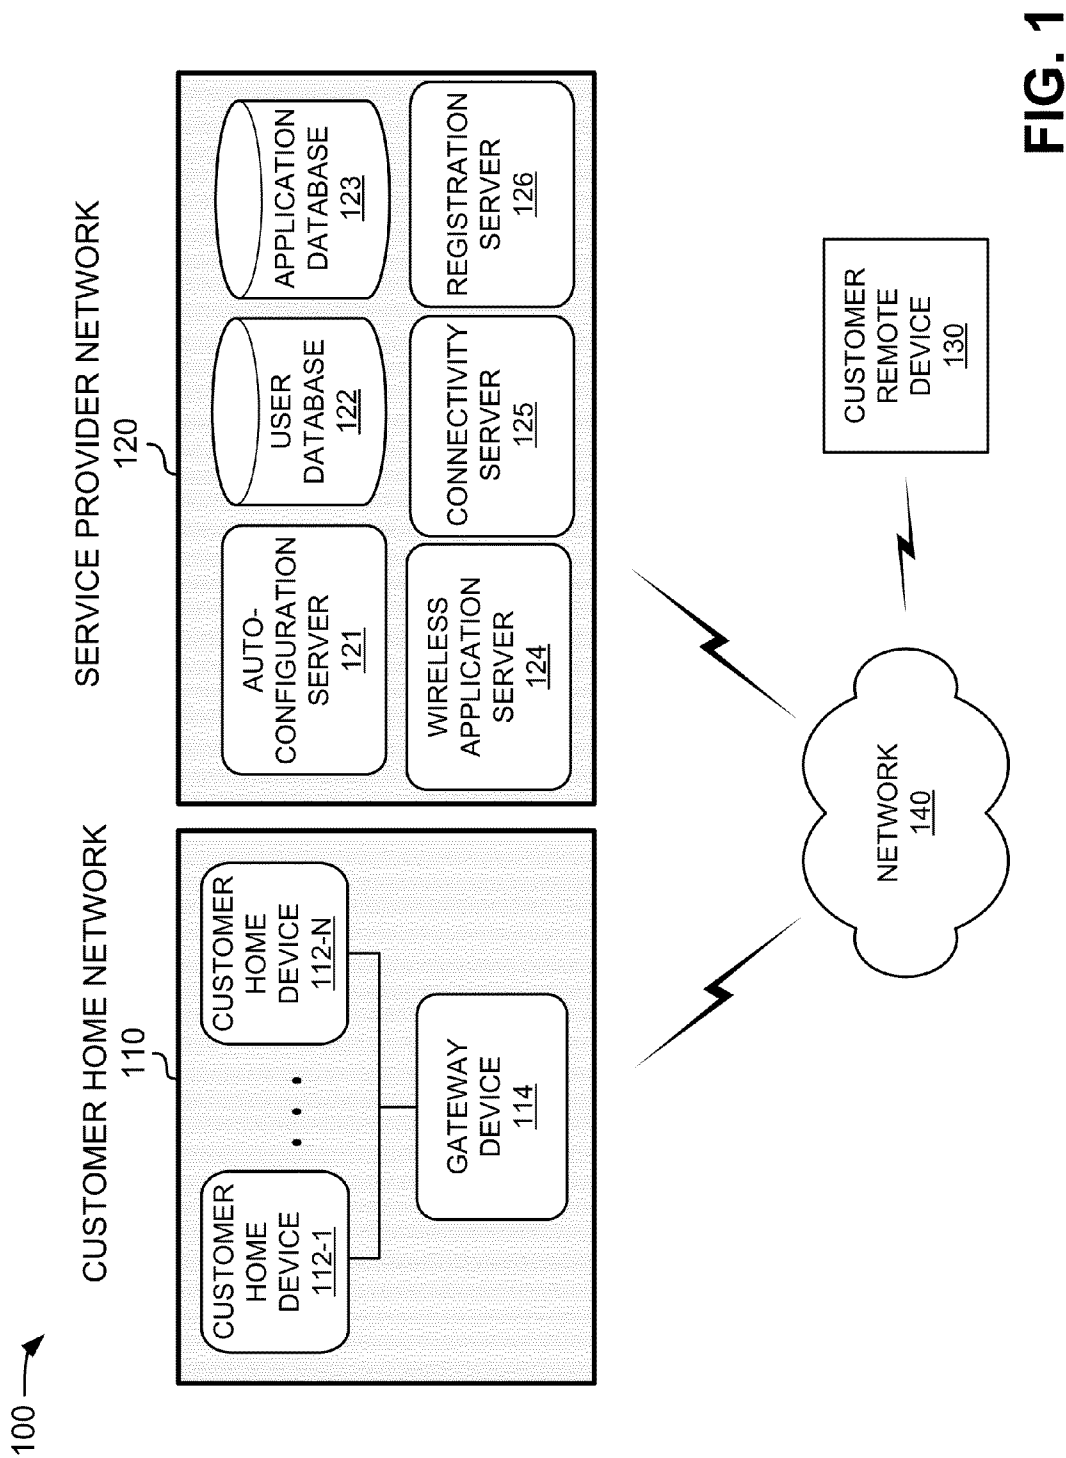 100
CUSTOMER HOME NETWORK
110
CUSTOMER
HOME
DEVICE
112-1
CUSTOMER
HOME
DEVICE
112-N
GATEWAY
DEVICE
114
SERVICE PROVIDER NETWORK
120
AUTO-
CONFIGURATION
SERVER
121
USER
DATABASE
122
APPLICATION
DATABASE
123
WIRELESS
APPLICATION
SERVER
124
CONNECTIVITY
SERVER
125
REGISTRATION
SERVER
126
NETWORK
140
CUSTOMER
REMOTE
DEVICE
130
FIG. 1